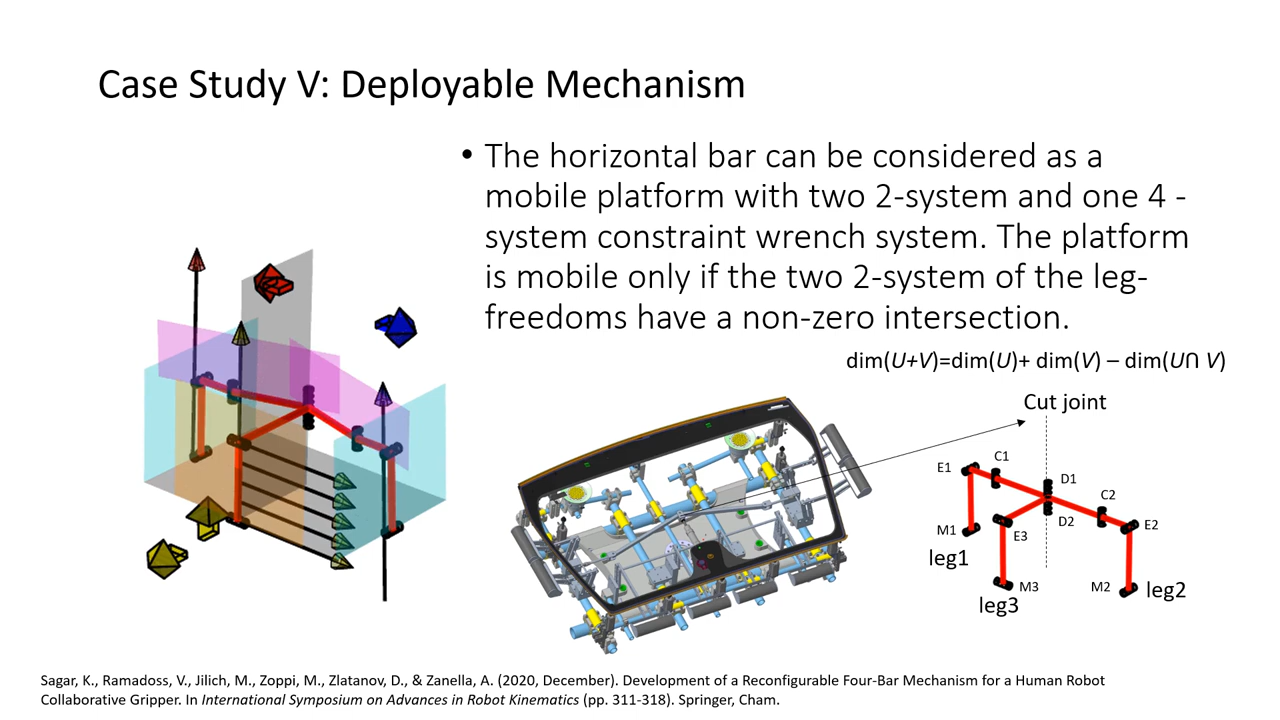 Case Study V: Deployable Mechanism
• The horizontal bar can be considered as a
mobile platform with two 2-system and one 4 -
system constraint wrench system. The platform
is mobile only if the two 2-system of the leg-
freedoms have a non-zero intersection.
dim(U+V)=dim(U)+ dim(V) – dim(U∩ V)
Cut joint
C1
E1
D1
C2
D2
E2
E3
M1
leg1
M3
M2
leg2
leg3
Sagar, K., Ramadoss, V., Jilich, M., Zoppi, M., Zlatanov, D., & Zanella, A. (2020, December). Development of a Reconfigurable Four-Bar Mechanism for a Human Robot
Collaborative Gripper. In International Symposium on Advances in Robot Kinematics (pp. 311-318). Springer, Cham.